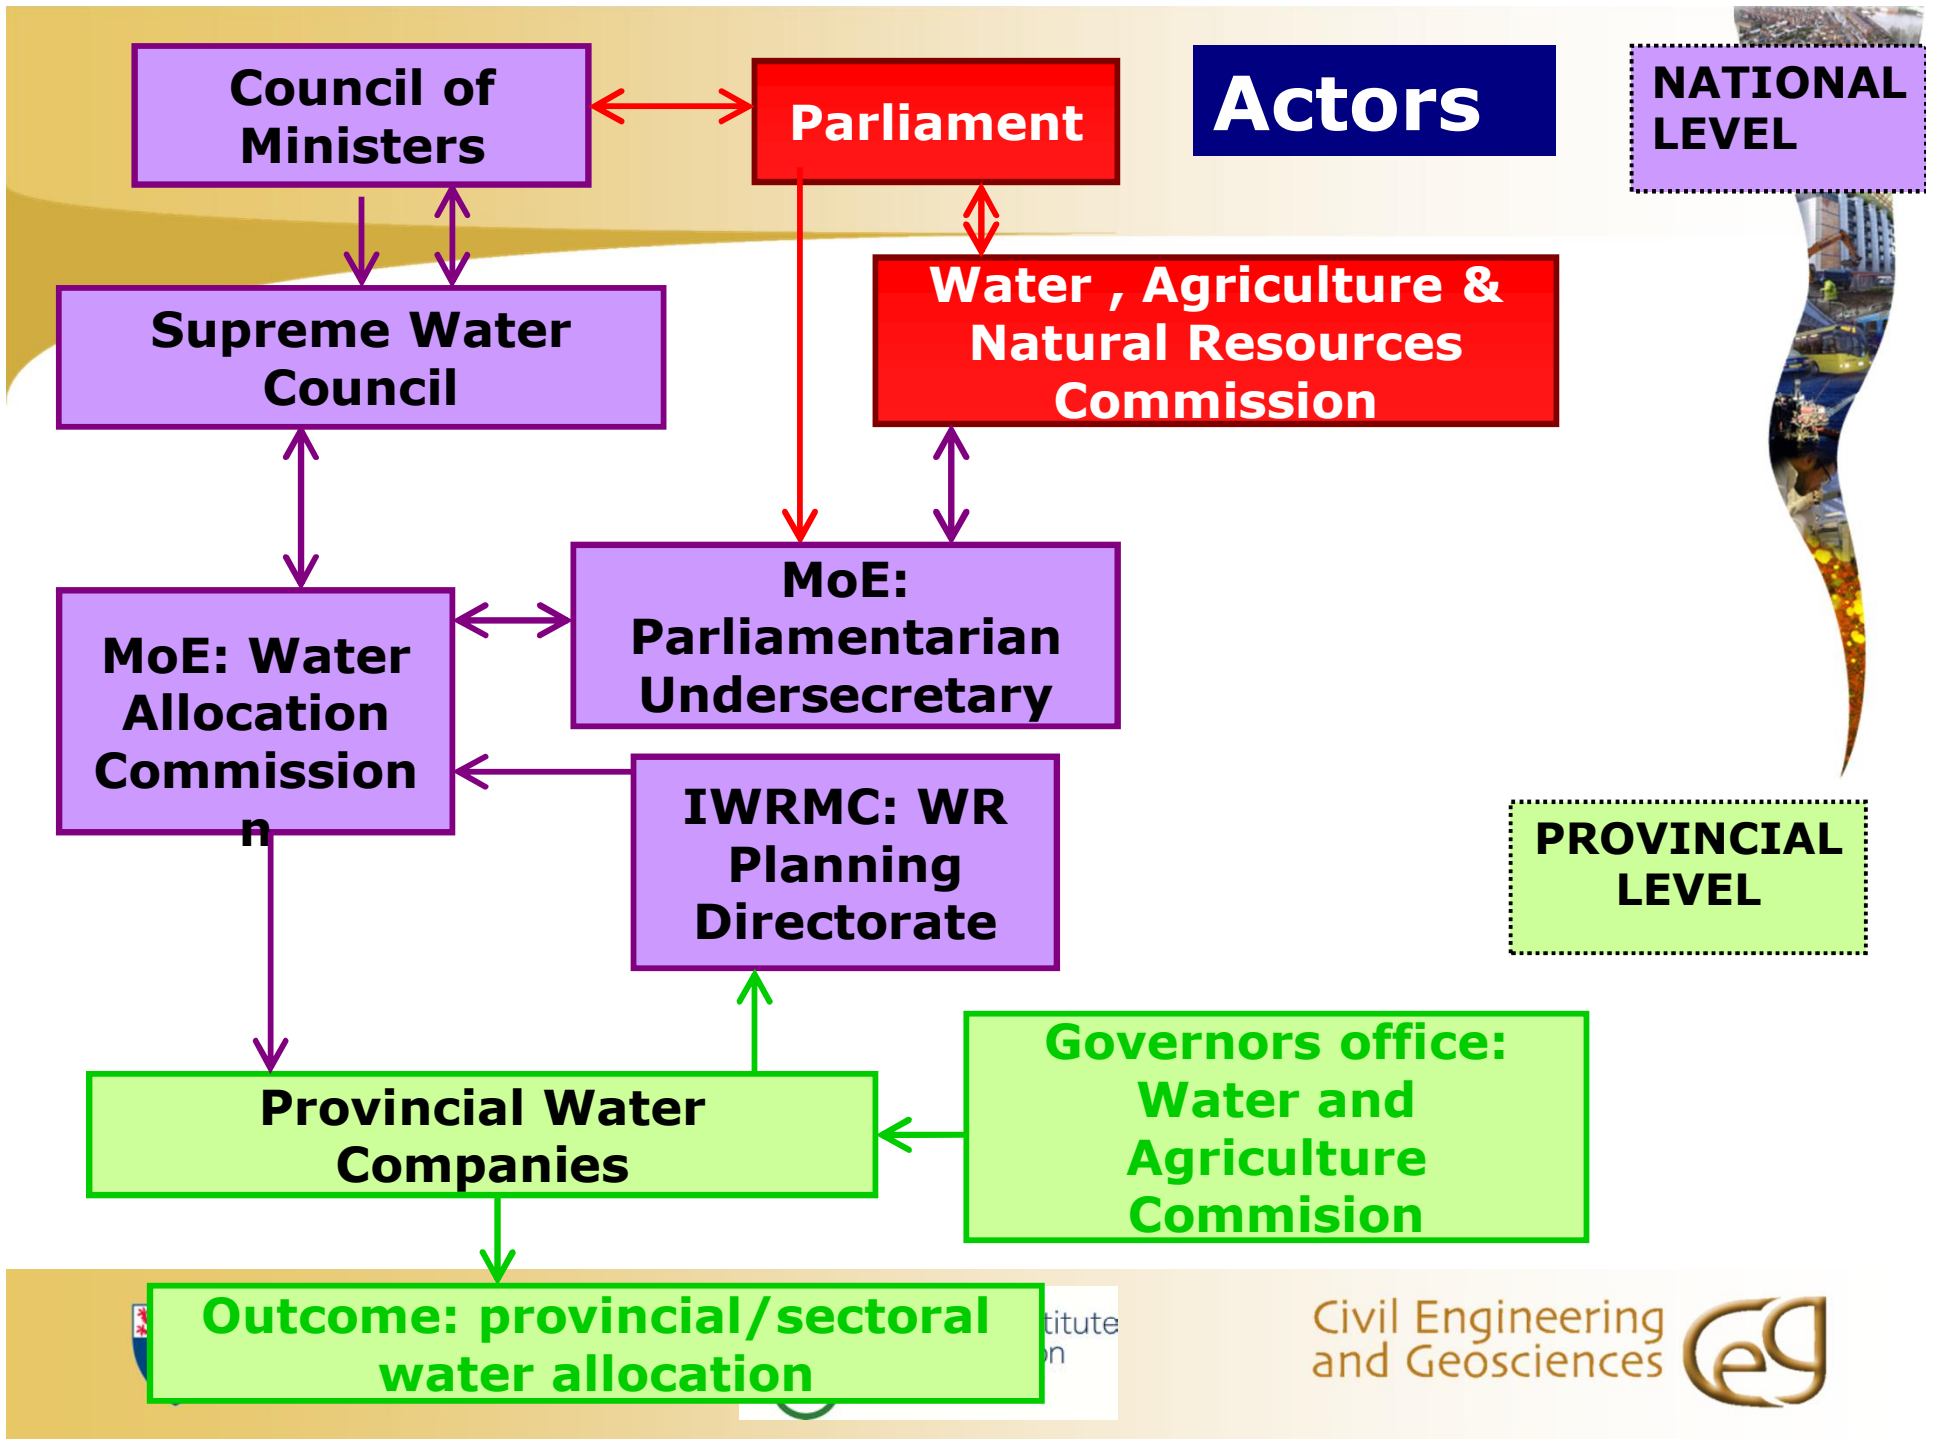 Council of
Ministers
Parliament
Actors
NATIONAL
LEVEL
Supreme Water
Council
Water , Agriculture &
Natural Resources
Commission
MoE:
Parliamentarian
Undersecretary
MoE: Water
Allocation
Commission
n
IWRMC: WR
Planning
Directorate
PROVINCIAL
LEVEL
Governors office:
Water and
Agriculture
Commision
Provincial Water
Companies
Outcome: provincial/sectoral
water allocation
Civil Engineering
and Geosciences
ceg